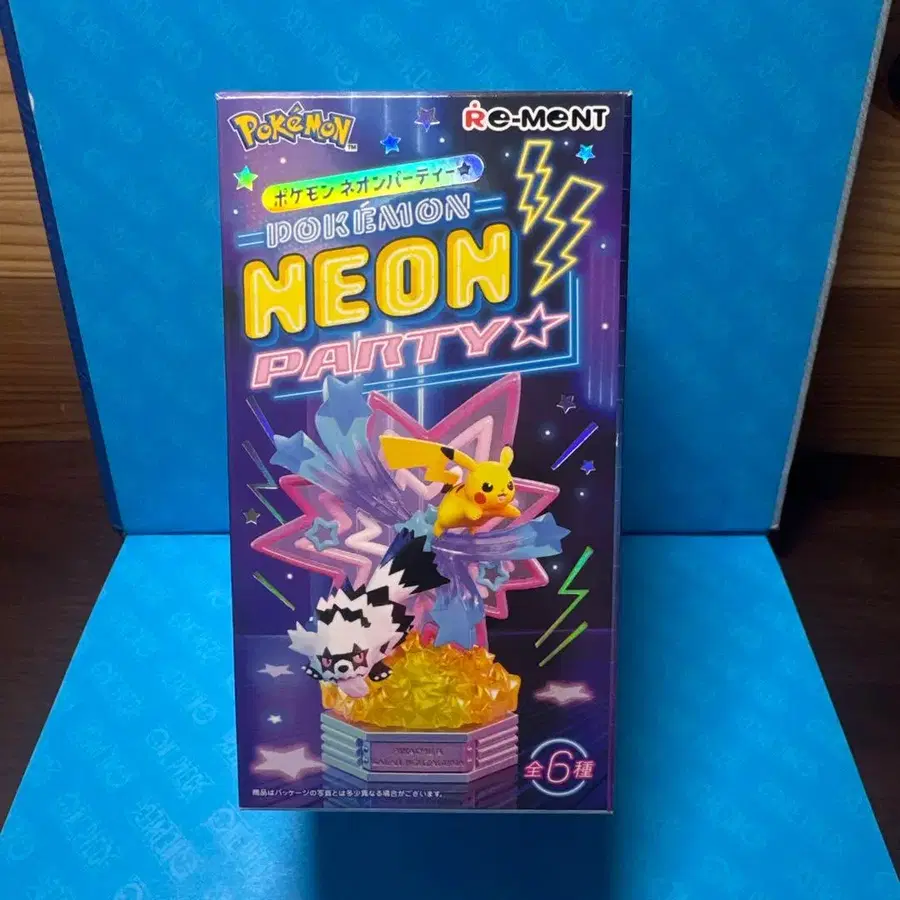 POKéMON™
Re-MeNT
ポケモン ネオンパーティー★
POKÉMON
NEON
PARTY☆
全6種
商品はパッケージの写真とは多少異なる場合がございます。